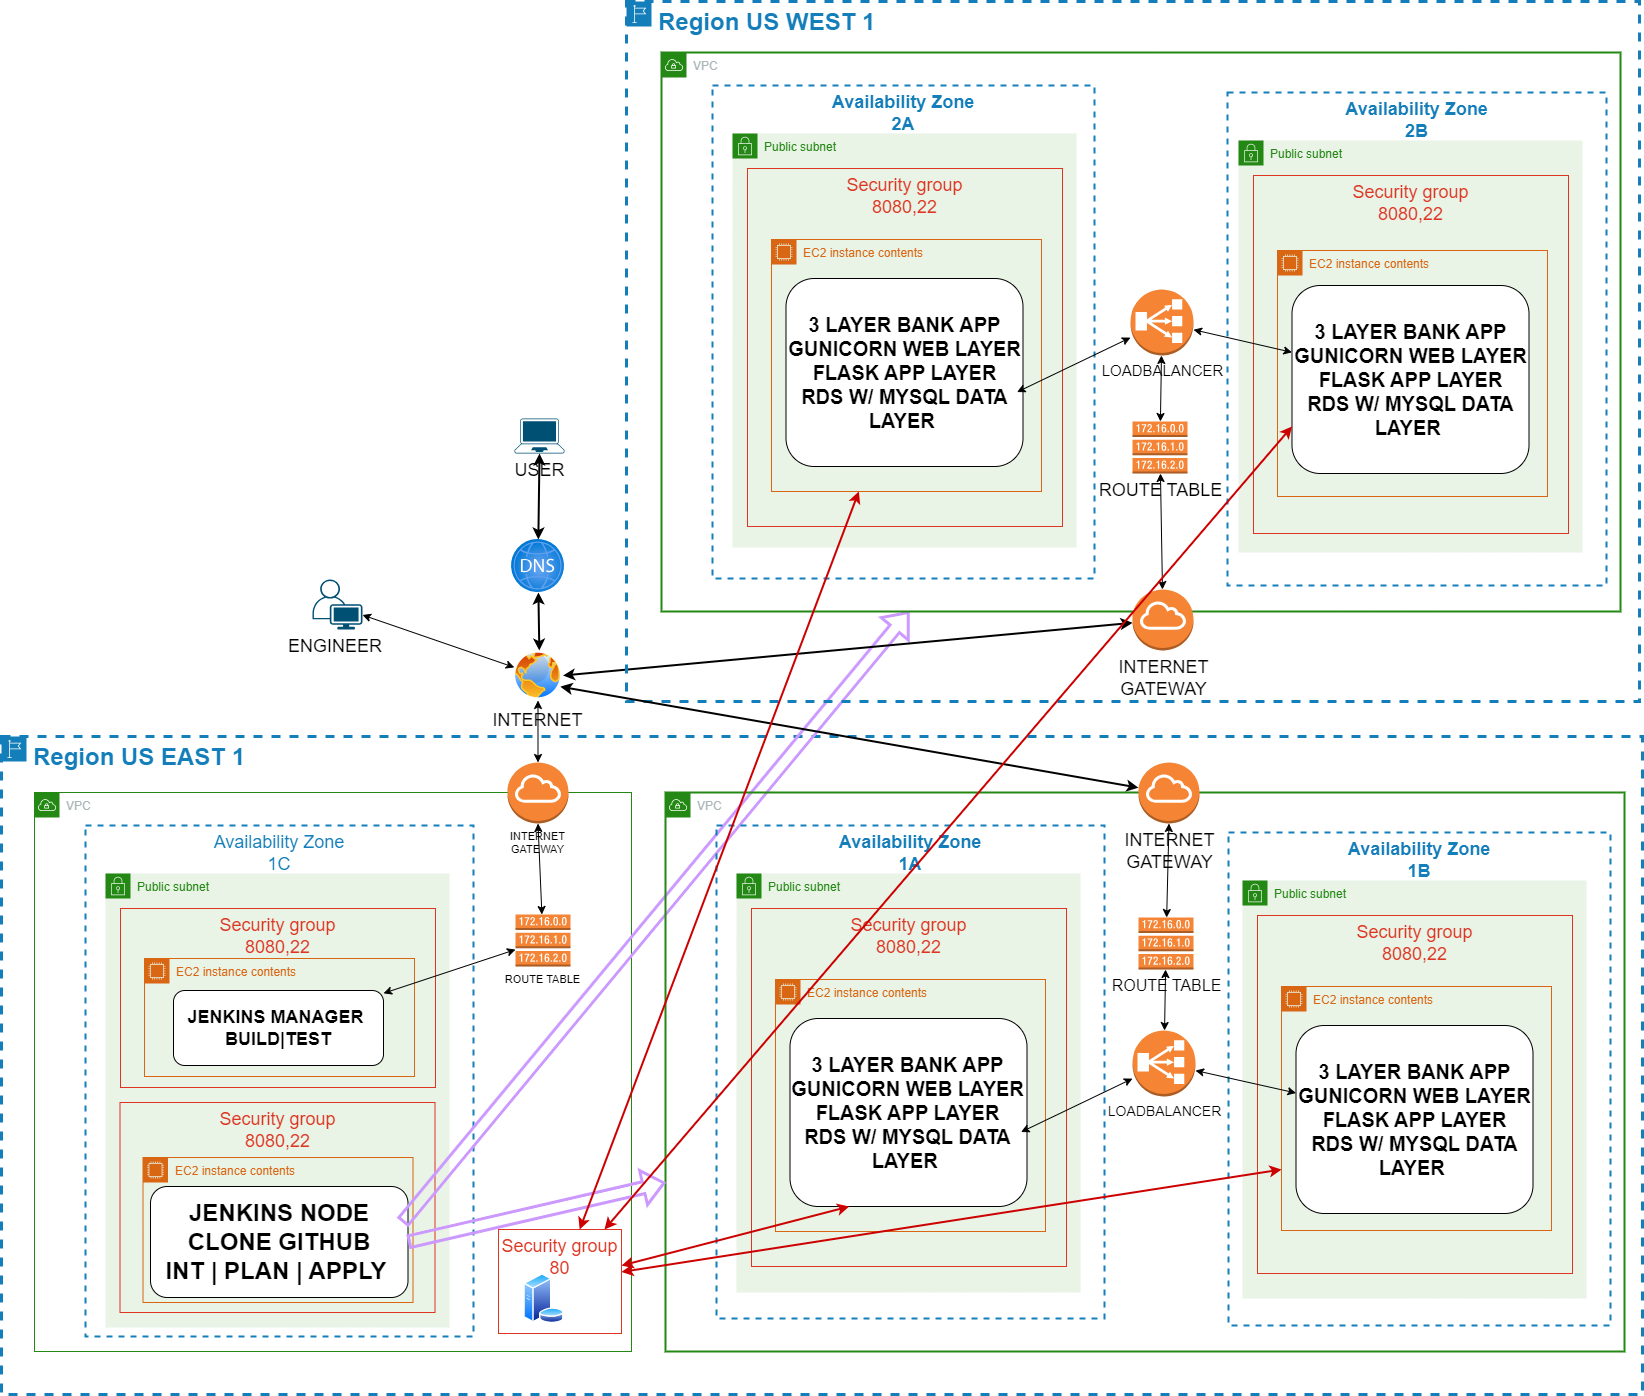 Region US WEST 1
VPC
Availability Zone
2A
Public subnet
Security group
8080,22
EC2 instance contents
3 LAYER BANK APP
GUNICORN WEB LAYER
FLASK APP LAYER
RDS W/ MYSQL DATA
LAYER
LOADBALANCER
172.16.0.0
172.16.1.0
172.16.2.0
ROUTE TABLE
Availability Zone
2B
Public subnet
Security group
8080,22
EC2 instance contents
3 LAYER BANK APP
GUNICORN WEB LAYER
FLASK APP LAYER
RDS W/ MYSQL DATA
LAYER
INTERNET
GATEWAY
USER
DNS
ENGINEER
INTERNET
Region US EAST 1
VPC
Availability Zone
1C
Public subnet
Security group
8080,22
EC2 instance contents
JENKINS MANAGER
BUILD|TEST
Security group
8080,22
EC2 instance contents
JENKINS NODE
CLONE GITHUB
INT | PLAN | APPLY
INTERNET
GATEWAY
172.16.0.0
172.16.1.0
172.16.2.0
ROUTE TABLE
Security group
80
VPC
Availability Zone
1A
Public subnet
Security group
8080,22
EC2 instance contents
3 LAYER BANK APP
GUNICORN WEB LAYER
FLASK APP LAYER
RDS W/ MYSQL DATA
LAYER
INTERNET
GATEWAY
172.16.0.0
172.16.1.0
172.16.2.0
ROUTE TABLE
LOADBALANCER
Availability Zone
1B
Public subnet
Security group
8080,22
EC2 instance contents
3 LAYER BANK APP
GUNICORN WEB LAYER
FLASK APP LAYER
RDS W/ MYSQL DATA
LAYER